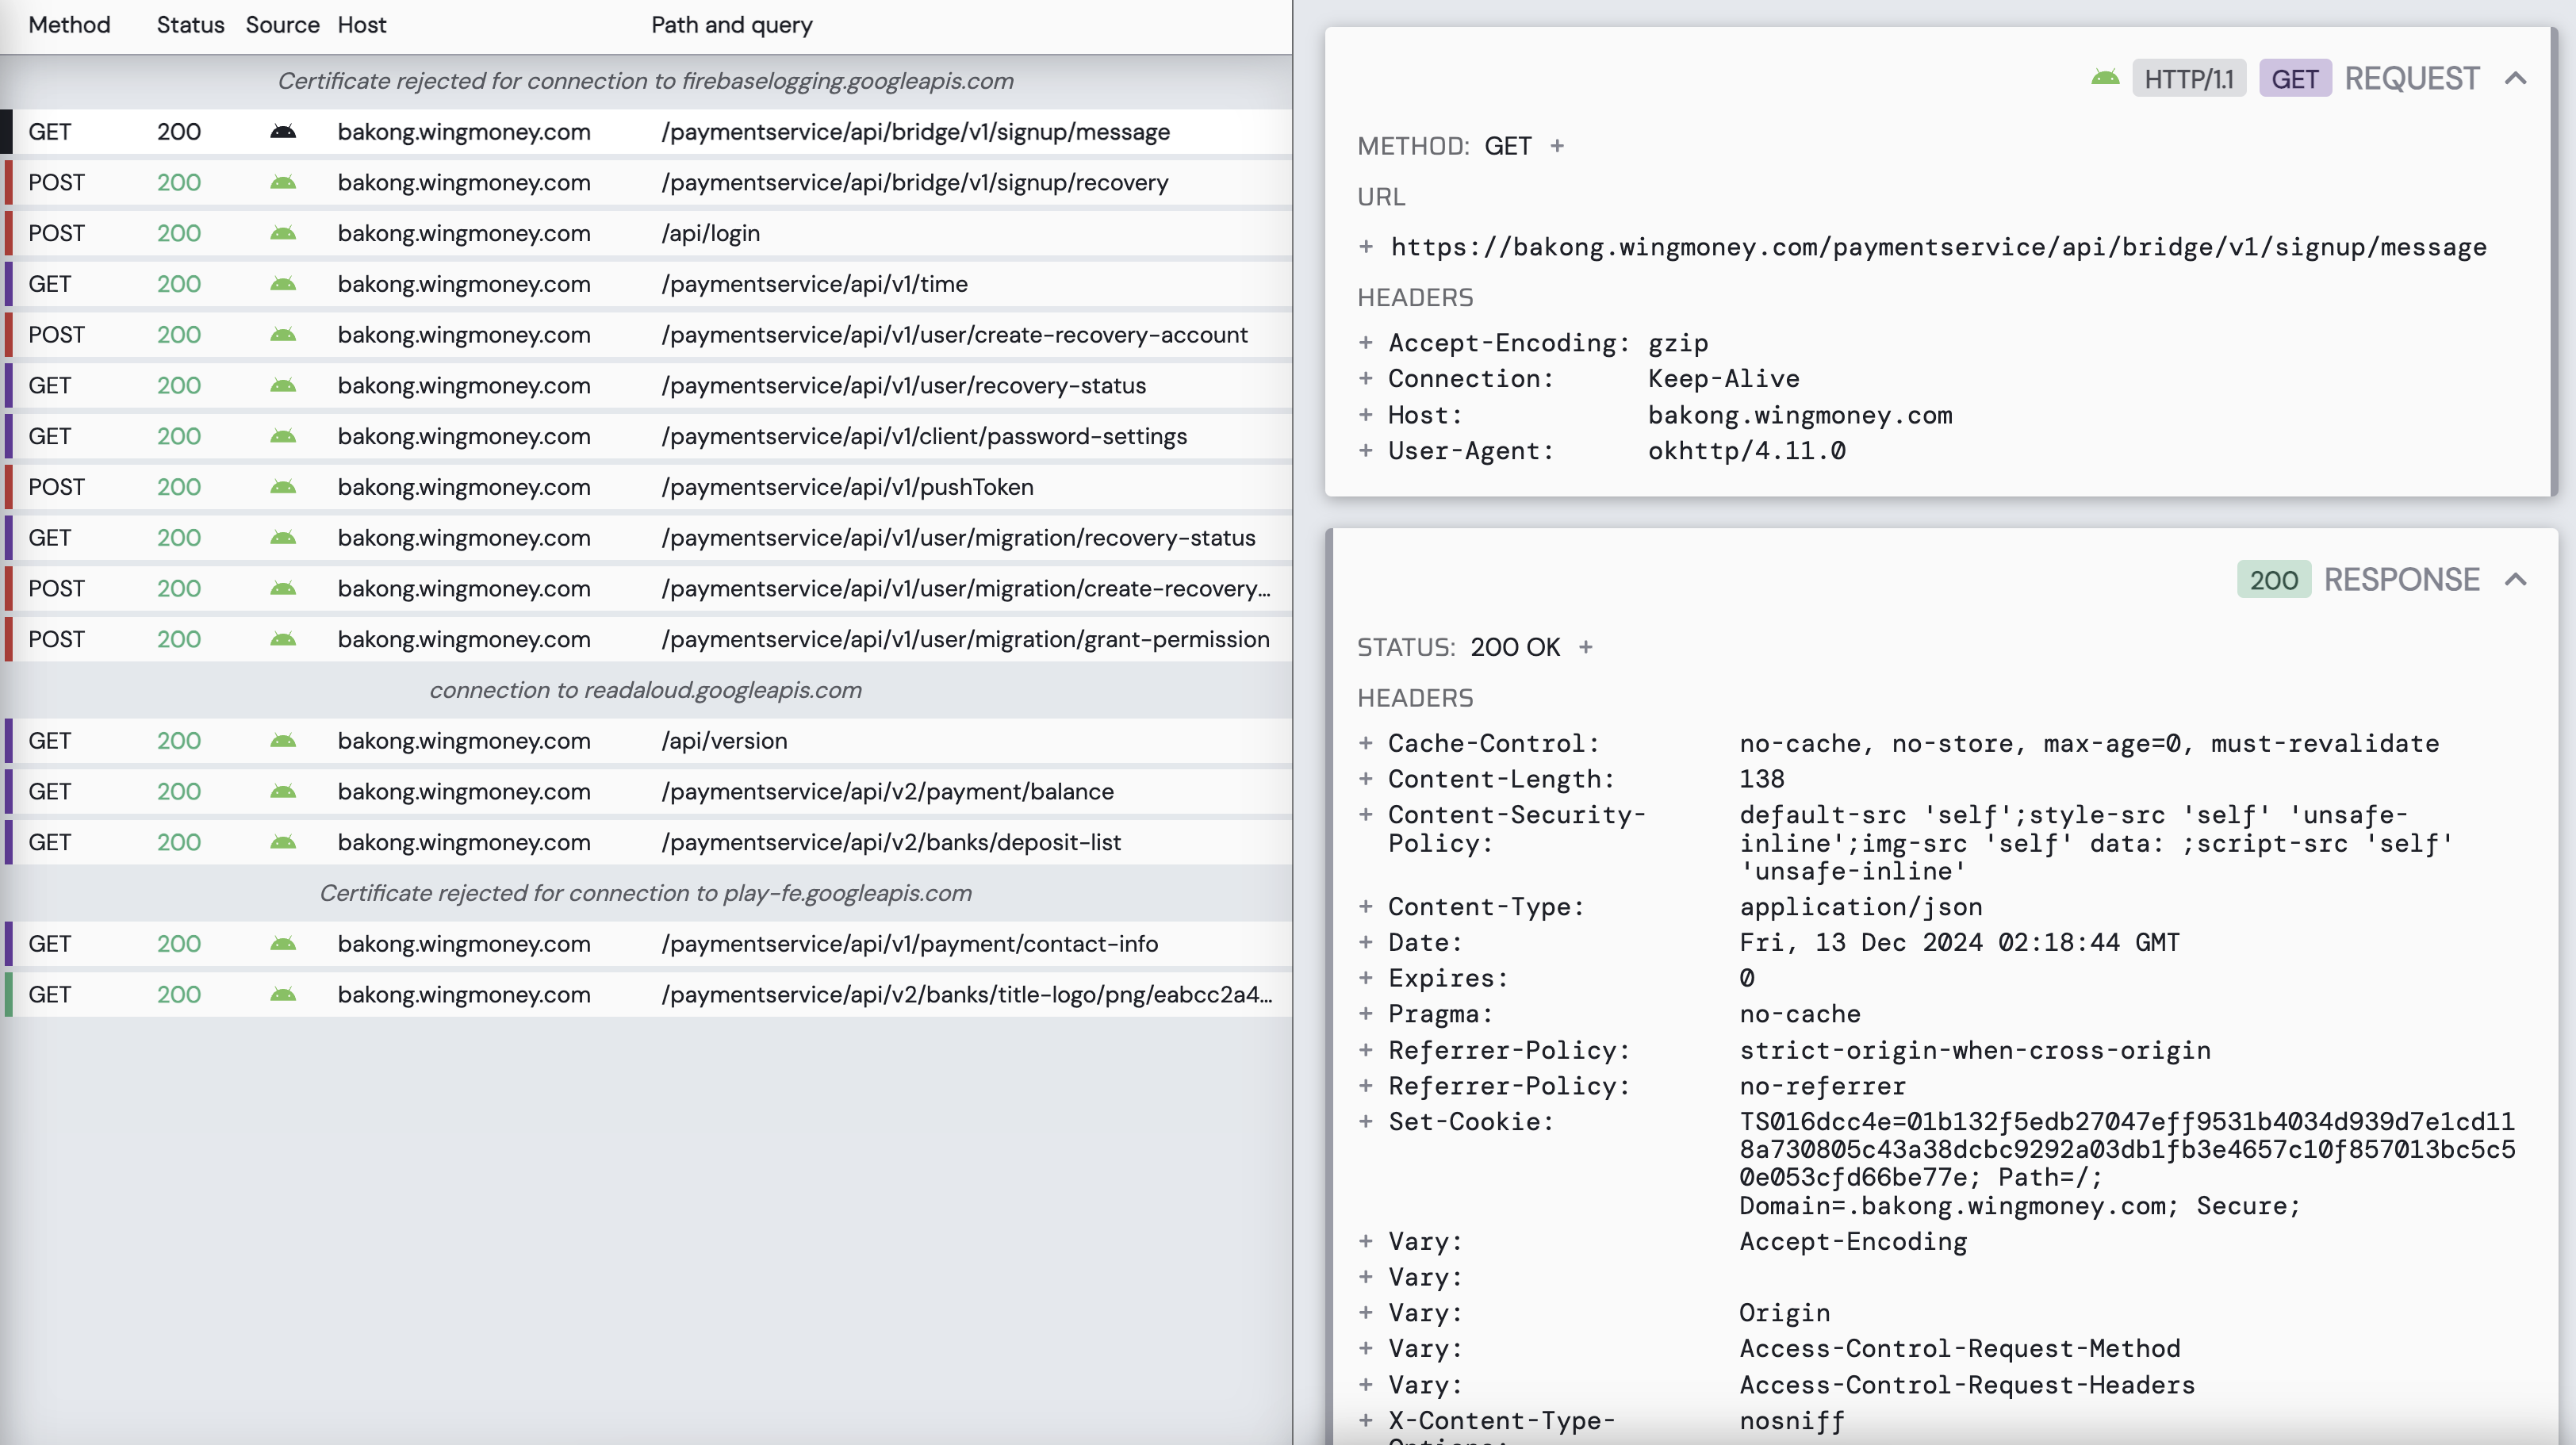 Method Status Source Host Path and query
Certificate rejected for connection to firebaselogging.googleapis.com
GET 200 bakong.wingmoney.com /paymentservice/api/bridge/v1/signup/message
POST 200 bakong.wingmoney.com /paymentservice/api/bridge/v1/signup/recovery
POST 200 bakong.wingmoney.com /api/login
GET 200 bakong.wingmoney.com /paymentservice/api/v1/time
POST 200 bakong.wingmoney.com /paymentservice/api/v1/user/create-recovery-account
GET 200 bakong.wingmoney.com /paymentservice/api/v1/user/recovery-status
GET 200 bakong.wingmoney.com /paymentservice/api/v1/client/password-settings
POST 200 bakong.wingmoney.com /paymentservice/api/v1/pushToken
GET 200 bakong.wingmoney.com /paymentservice/api/v1/user/migration/recovery-status
POST 200 bakong.wingmoney.com /paymentservice/api/v1/user/migration/create-recovery...
POST 200 bakong.wingmoney.com /paymentservice/api/v1/user/migration/grant-permission
connection to readaloud.googleapis.com
GET 200 bakong.wingmoney.com /api/version
GET 200 bakong.wingmoney.com /paymentservice/api/v2/payment/balance
GET 200 bakong.wingmoney.com /paymentservice/api/v2/banks/deposit-list
Certificate rejected for connection to play-fe.googleapis.com
GET 200 bakong.wingmoney.com /paymentservice/api/v1/payment/contact-info
GET 200 bakong.wingmoney.com /paymentservice/api/v2/banks/title-logo/png/eabcc2a4...
HTTP/1.1 GET REQUEST
METHOD: GET +
URL
+ https://bakong.wingmoney.com/paymentservice/api/bridge/v1/signup/message
HEADERS
+ Accept-Encoding: gzip
+ Connection: Keep-Alive
+ Host: bakong.wingmoney.com
+ User-Agent: okhttp/4.11.0
200 RESPONSE
STATUS: 200 OK +
HEADERS
+ Cache-Control: no-cache, no-store, max-age=0, must-revalidate
+ Content-Length: 138
+ Content-Security- default-src 'self';style-src 'self' 'unsafe-
Policy: inline';img-src 'self' data: ;script-src 'self'
'unsafe-inline'
+ Content-Type: application/json
+ Date: Fri, 13 Dec 2024 02:18:44 GMT
+ Expires: 0
+ Pragma: no-cache
+ Referrer-Policy: strict-origin-when-cross-origin
+ Referrer-Policy: no-referrer
+ Set-Cookie: TS016dcc4e=01b132f5edb27047eff9531b4034d939d7e1cd11
8a730805c43a38dcbc9292a03db1fb3e4657c10f857013bc5c5
0e053cfd66be77e; Path=/;
Domain=.bakong.wingmoney.com; Secure;
+ Vary: Accept-Encoding
+ Vary:
+ Vary: Origin
+ Vary: Access-Control-Request-Method
+ Vary: Access-Control-Request-Headers
+ X-Content-Type- nosniff